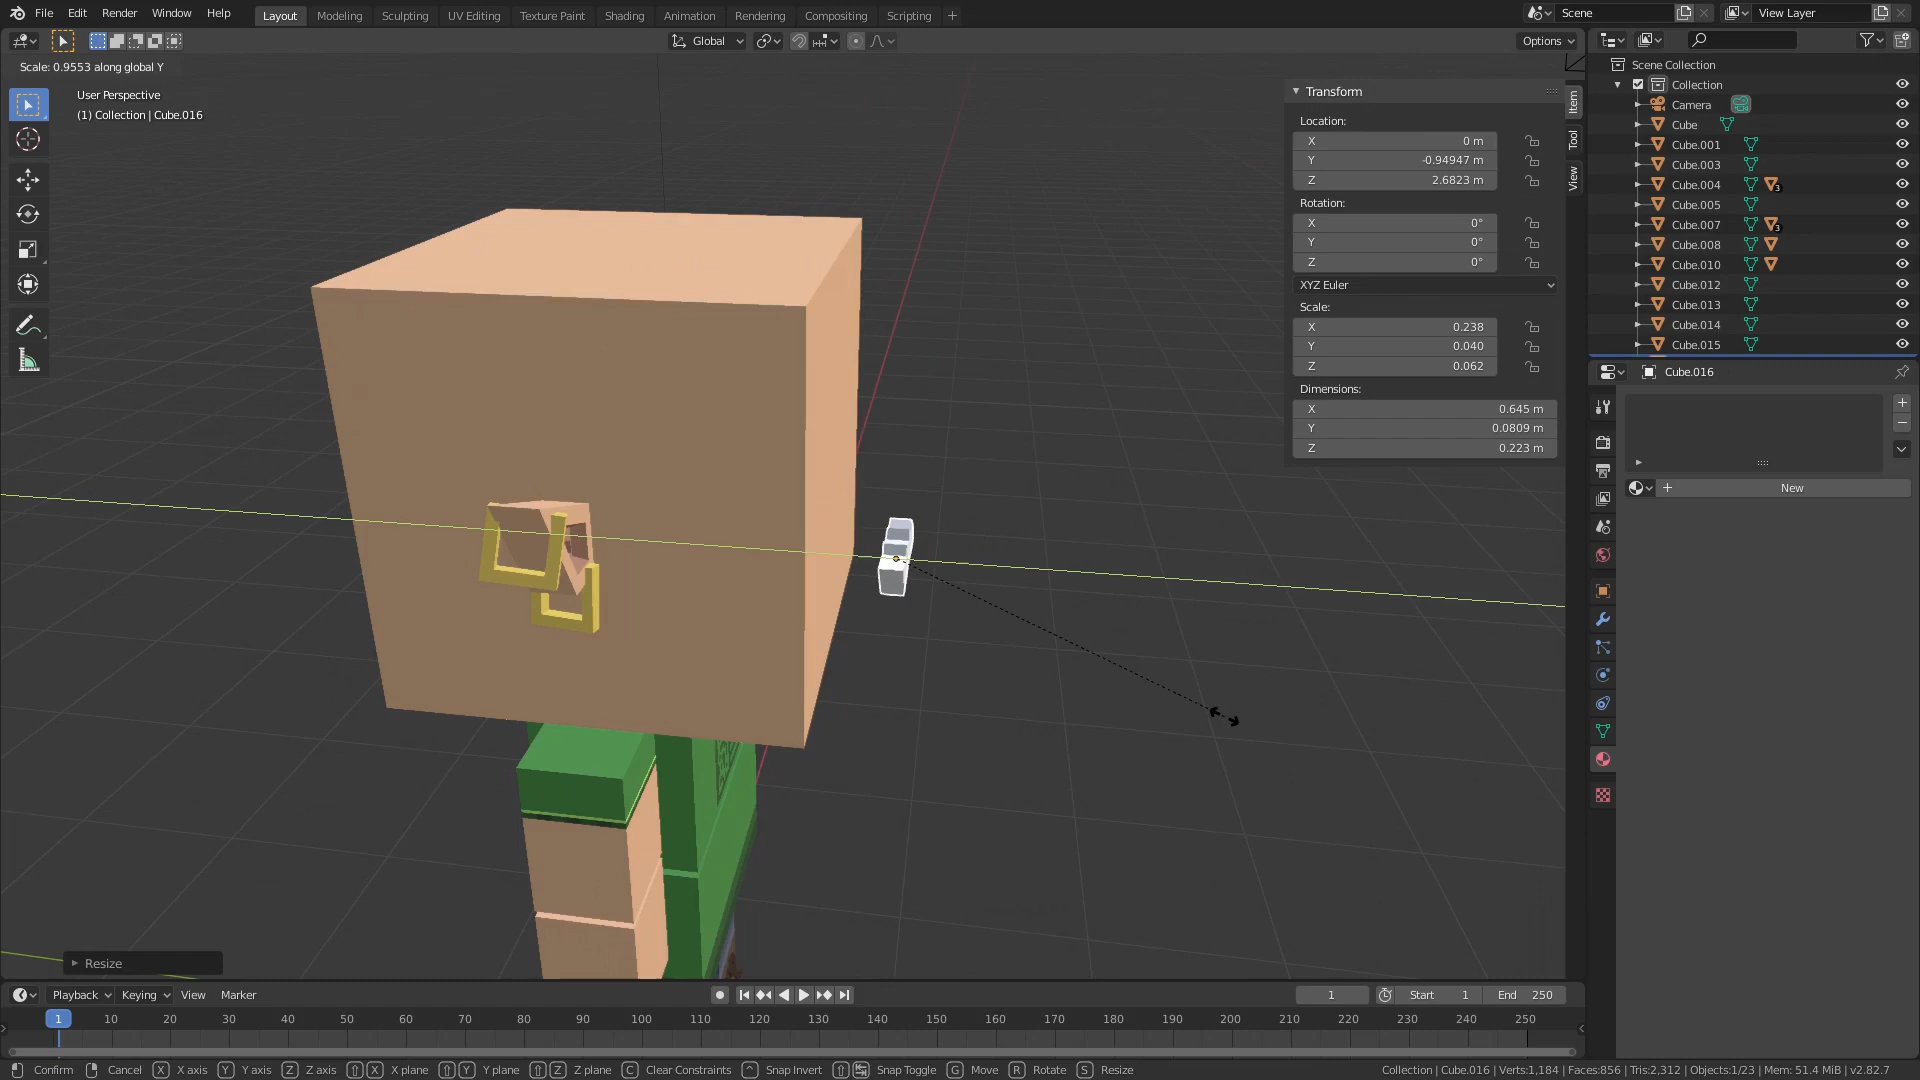 File Edit Render Window Help Layout Modeling Sculpting UV Editing Texture Paint Shading Animation Rendering Compositing Scripting + Scene View Layer
Global Options
Scale: 0.9553 along global Y
User Perspective
(1) Collection | Cube.016
Transform
Location:
X 0 m
Y -0.94947 m
Z 2.6823 m
Rotation:
X 0°
Y 0°
Z 0°
XYZ Euler
Scale:
X 0.238
Y 0.040
Z 0.062
Dimensions:
X 0.645 m
Y 0.0809 m
Z 0.223 m
Item
Tool
View
Scene Collection
Collection
Camera
Cube
Cube.001
Cube.003
Cube.004 3
Cube.005
Cube.007 3
Cube.008
Cube.010
Cube.012
Cube.013
Cube.014
Cube.015
Cube.016
+ New
Resize
Playback Keying View Marker 1 Start 1 End 250
1 10 20 30 40 50 60 70 80 90 100 110 120 130 140 150 160 170 180 190 200 210 220 230 240 250
Confirm Cancel X X axis Y Y axis Z Z axis X X plane Y Y plane Z Z plane C Clear Constraints ^ Snap Invert Snap Toggle G Move R Rotate S Resize Collection | Cube.016 | Verts:1,184 | Faces:856 | Tris:2,312 | Objects:1/23 | Mem: 51.4 MiB | v2.82.7